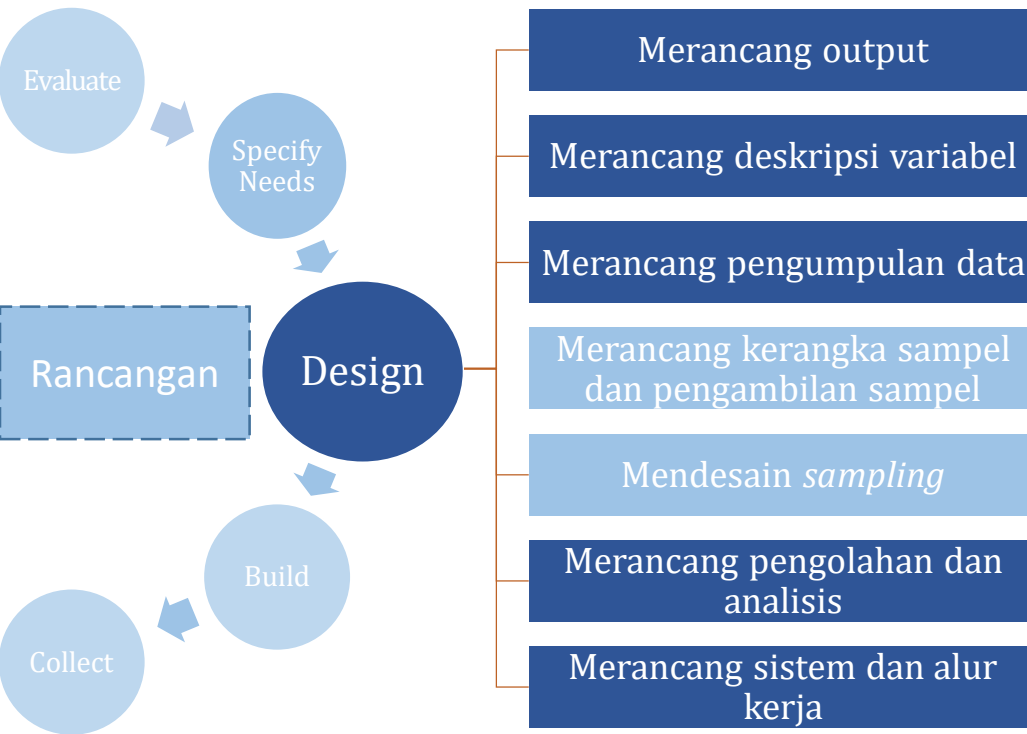 Evaluate
Specify
Needs
Rancangan
Design
Build
Collect
Merancang output
Merancang deskripsi variabel
Merancang pengumpulan data
Merancang kerangka sampel
dan pengambilan sampel
Mendesain sampling
Merancang pengolahan dan
analisis
Merancang sistem dan alur
kerja